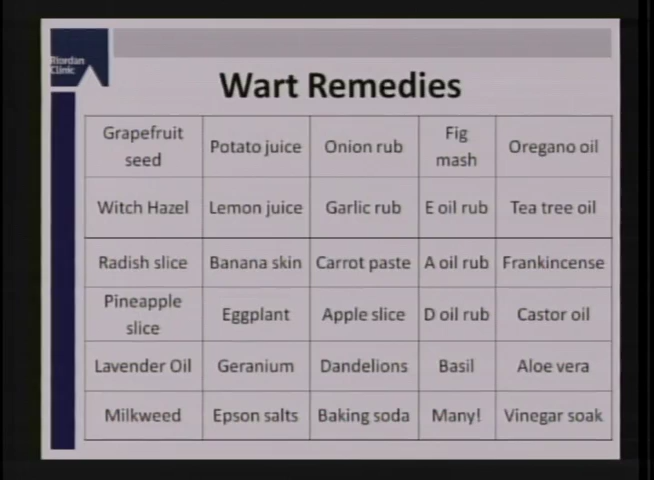 Riordan
Clinic
Wart Remedies
Grapefruit seed Potato juice Onion rub Fig mash Oregano oil
Witch Hazel Lemon juice Garlic rub E oil rub Tea tree oil
Radish slice Banana skin Carrot paste A oil rub Frankincense
Pineapple slice Eggplant Apple slice D oil rub Castor oil
Lavender Oil Geranium Dandelions Basil Aloe vera
Milkweed Epson salts Baking soda Many! Vinegar soak